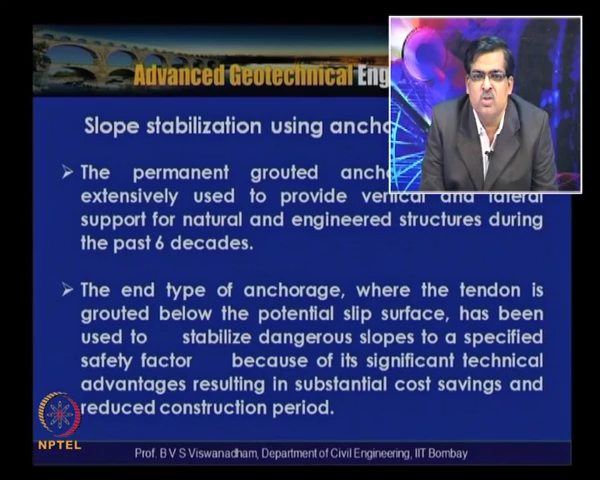 Advanced Geotechnical Eng
Slope stabilization using
The permanent grouted
extensively used to provide vertical and lateral
support for natural and engineered structures during
the past 6 decades.
The end type of anchorage, where the tendon is
grouted below the potential slip surface, has been
used to stabilize dangerous slopes to a specified
safety factor because of its significant technical
advantages resulting in substantial cost savings and
reduced construction period.
NPTEL
Prof. B V S Viswanadham, Department of Civil Engineering, IIT Bombay